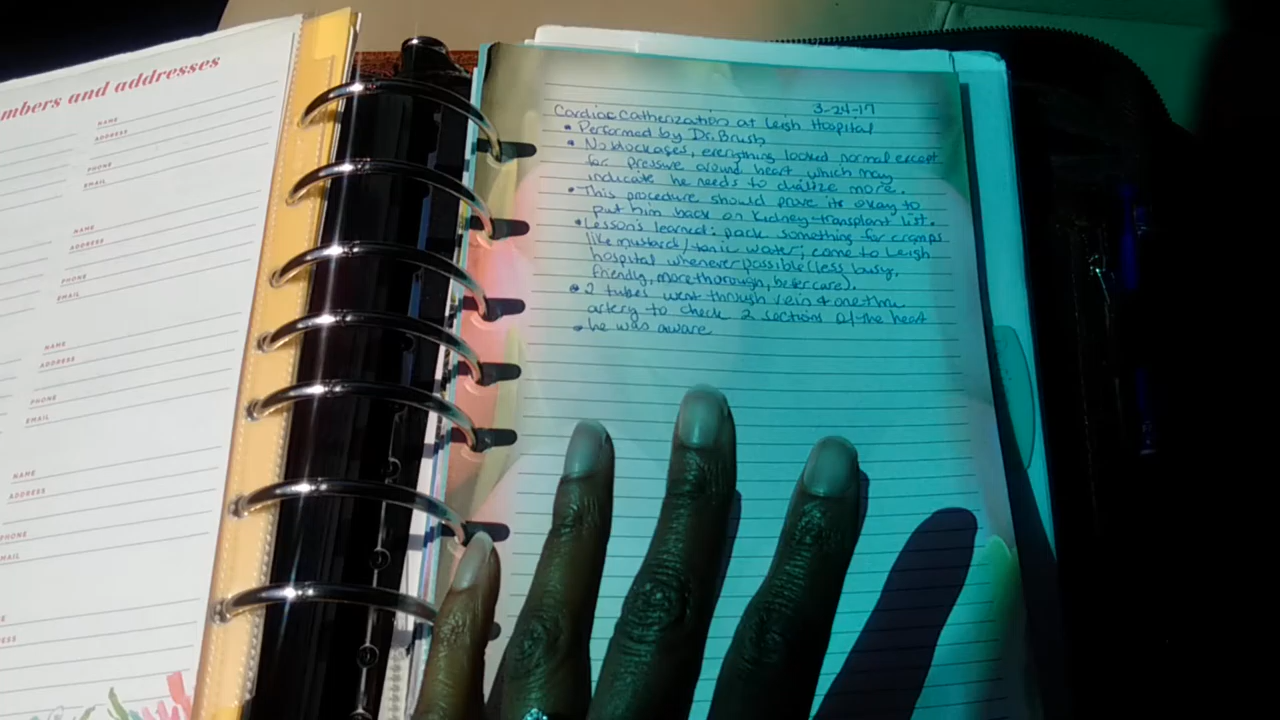 mbers and addresses
NAME
ADDRESS
PHONE
EMAIL
NAME
ADDRESS
PHONE
EMAIL
NAME
ADDRESS
PHONE
EMAIL
NAME
ADDRESS
PHONE
EMAIL
3-24-17
Cardiac Catherization at Leigh Hospital
• Performed by Dr. Brush
• No blockages, everything looked normal except
for pressure around heart which may
indicate he needs to dialize more.
• This procedure should prove its okay to
put him back on kidney transplant list.
• Lessons learned: pack something for cramps
like mustard/tonic water; come to Leigh
hospital whenever possible (less busy,
friendly, more thorough, better care).
• 2 tubes went through vein & one thru
artery to check 2 sections of the heart
• he was aware